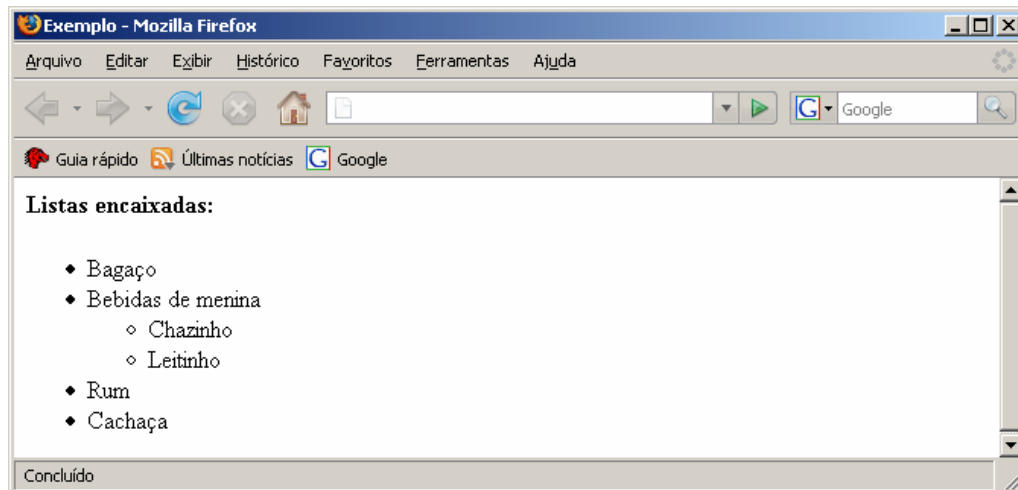 Exemplo - Mozilla Firefox
Arquivo Editar Exibir Histórico Favoritos Ferramentas Ajuda
G Google
Guia rápido Últimas notícias G Google
Listas encaixadas:
Bagaço
Bebidas de menina
Chazinho
Leitinho
Rum
Cachaça
Concluído